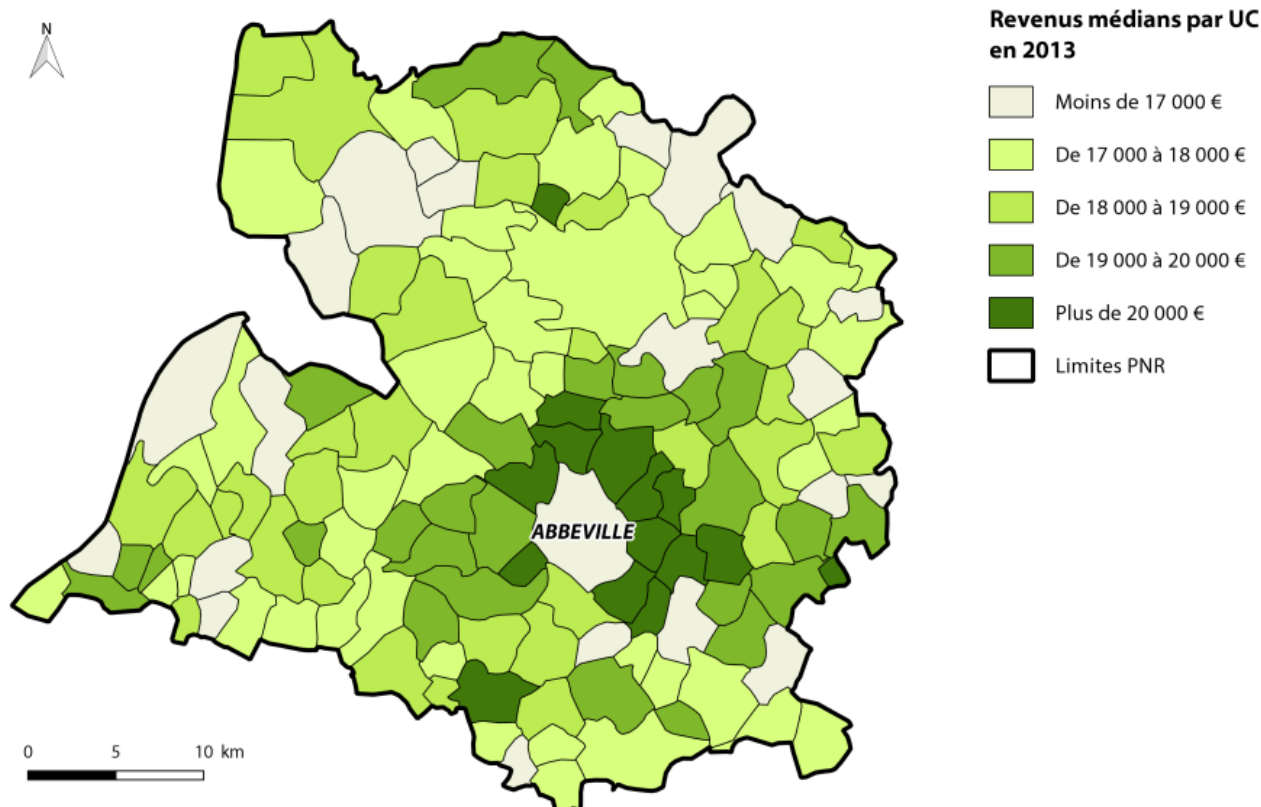 N
Revenus médians par UC
en 2013
Moins de 17 000 €
De 17 000 à 18 000 €
De 18 000 à 19 000 €
De 19 000 à 20 000 €
Plus de 20 000 €
Limites PNR
ABBEVILLE
0 5 10 km